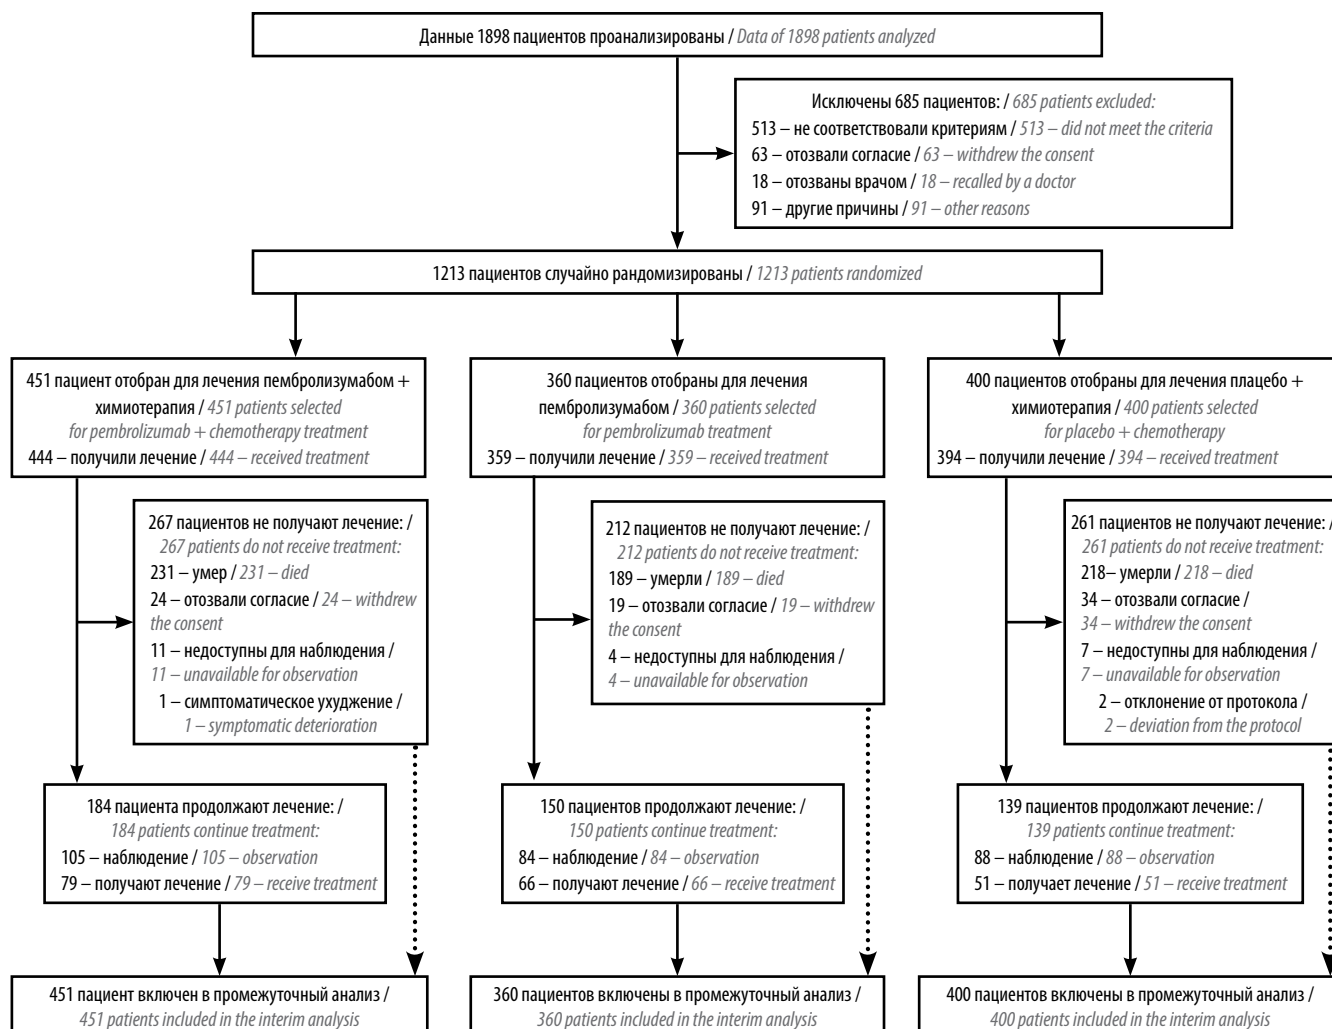 Данные 1898 пациентов проанализированы / Data of 1898 patients analyzed
Исключены 685 пациентов: / 685 patients excluded:
513 – не соответствовали критериям / 513 – did not meet the criteria
63 – отозвали согласие / 63 – withdrew the consent
18 – отозваны врачом / 18 – recalled by a doctor
91 – другие причины / 91 – other reasons
1213 пациентов случайно рандомизированы / 1213 patients randomized
451 пациент отобран для лечения пембролизумабом +
химиотерапия / 451 patients selected
for pembrolizumab + chemotherapy treatment
444 – получили лечение / 444 – received treatment
360 пациентов отобраны для лечения
пембролизумабом / 360 patients selected
for pembrolizumab treatment
359 – получили лечение / 359 – received treatment
400 пациентов отобраны для лечения плацебо +
химиотерапия / 400 patients selected
for placebo + chemotherapy
394 – получили лечение / 394 – received treatment
267 пациентов не получают лечение: /
267 patients do not receive treatment:
231 – умер / 231 – died
24 – отозвали согласие / 24 – withdrew
the consent
11 – недоступны для наблюдения /
11 – unavailable for observation
1 – симптоматическое ухуджение /
1 – symptomatic deterioration
212 пациентов не получают лечение: /
212 patients do not receive treatment:
189 – умерли / 189 – died
19 – отозвали согласие / 19 – withdrew
the consent
4 – недоступны для наблюдения /
4 – unavailable for observation
261 пациентов не получают лечение: /
261 patients do not receive treatment:
218– умерли / 218 – died
34 – отозвали согласие /
34 – withdrew the consent
7 – недоступны для наблюдения /
7 – unavailable for observation
2 – отклонение от протокола /
2 – deviation from the protocol
184 пациента продолжают лечение: /
184 patients continue treatment:
105 – наблюдение / 105 – observation
79 – получают лечение / 79 – receive treatment
150 пациентов продолжают лечение: /
150 patients continue treatment:
84 – наблюдение / 84 – observation
66 – получают лечение / 66 – receive treatment
139 пациентов продолжают лечение: /
139 patients continue treatment:
88 – наблюдение / 88 – observation
51 – получает лечение / 51 – receive treatment
451 пациент включен в промежуточный анализ /
451 patients included in the interim analysis
360 пациентов включены в промежуточный анализ /
360 patients included in the interim analysis
400 пациентов включены в промежуточный анализ /
400 patients included in the interim analysis